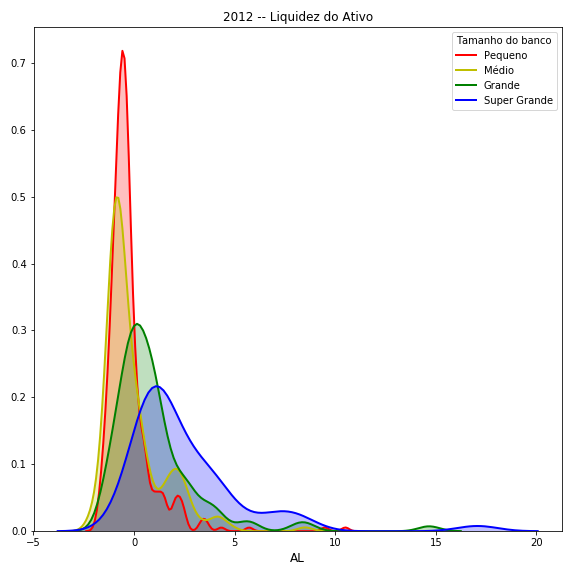 2012 -- Liquidez do Ativo
Tamanho do banco
Pequeno
Médio
Grande
Super Grande
0.7
0.6
0.5
0.4
0.3
0.2
0.1
0.0
−5
0
5
10
15
20
AL